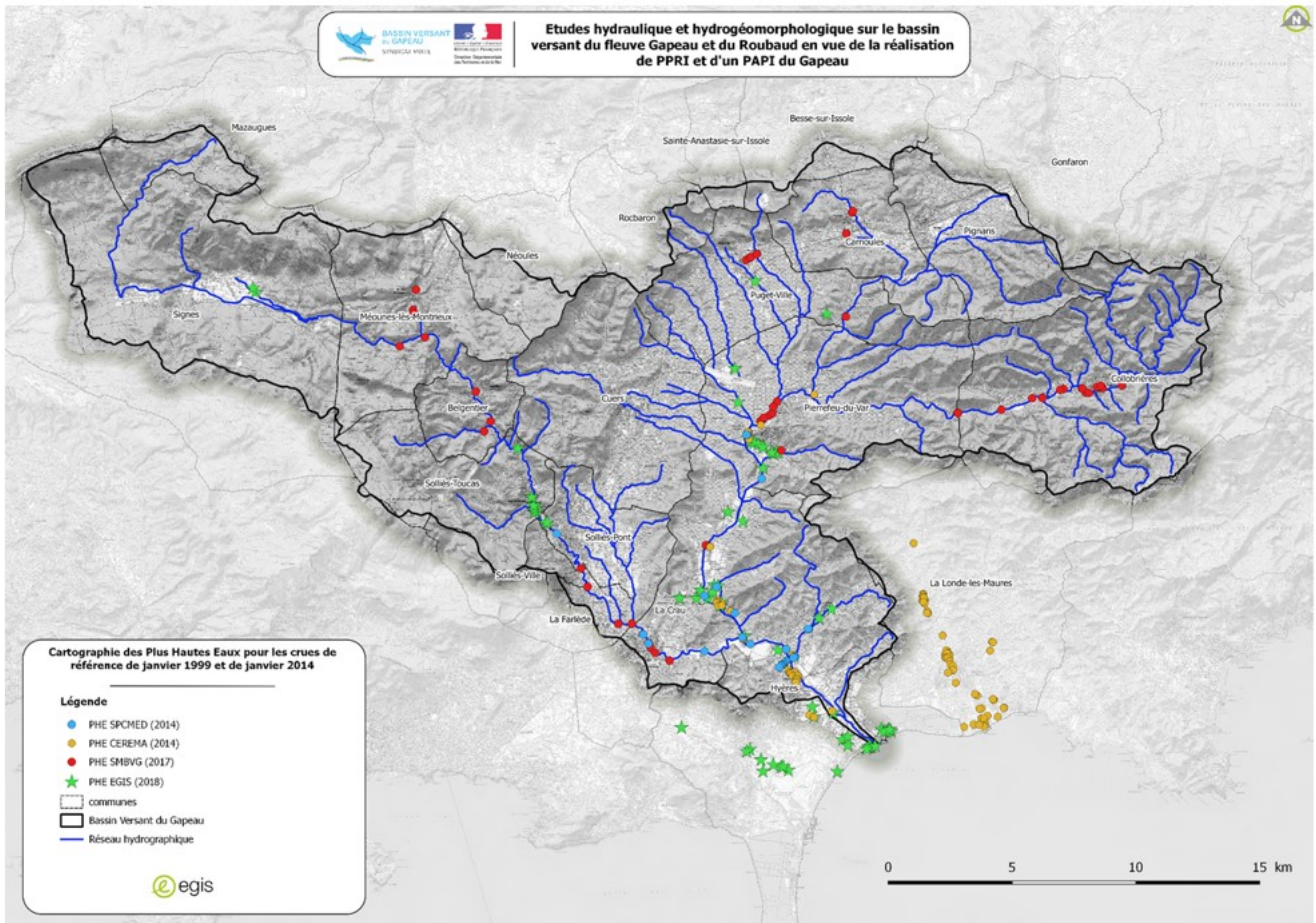 BASSIN VERSANT
DU GAPEAU
SYNDICAT MIXTE
Etudes hydraulique et hydrogéomorphologique sur le bassin
versant du fleuve Gapeau et du Roubaud en vue de la réalisation
de PPRI et d'un PAPI du Gapeau
N
Mazaugues
Besse-sur-Issole
Sainte-Anastasie-sur-Issole
Gonfaron
Rocbaron
Pignans
Carnoules
Néoules
Puget-Ville
Signes
Méounes-lès-Montrieux
Collobrières
Cuers
Belgentier
Pierrefeu-du-Var
Solliès-Toucas
Solliès-Pont
Solliès-Ville
La Londe-les-Maures
La Crau
La Farlède
Hyères
Cartographie des Plus Hautes Eaux pour les crues de
référence de janvier 1999 et de janvier 2014
Légende
PHE SPCMED (2014)
PHE CEREMA (2014)
PHE SMBVG (2017)
PHE EGIS (2018)
communes
Bassin Versant du Gapeau
Réseau hydrographique
egis
0 5 10 15 km